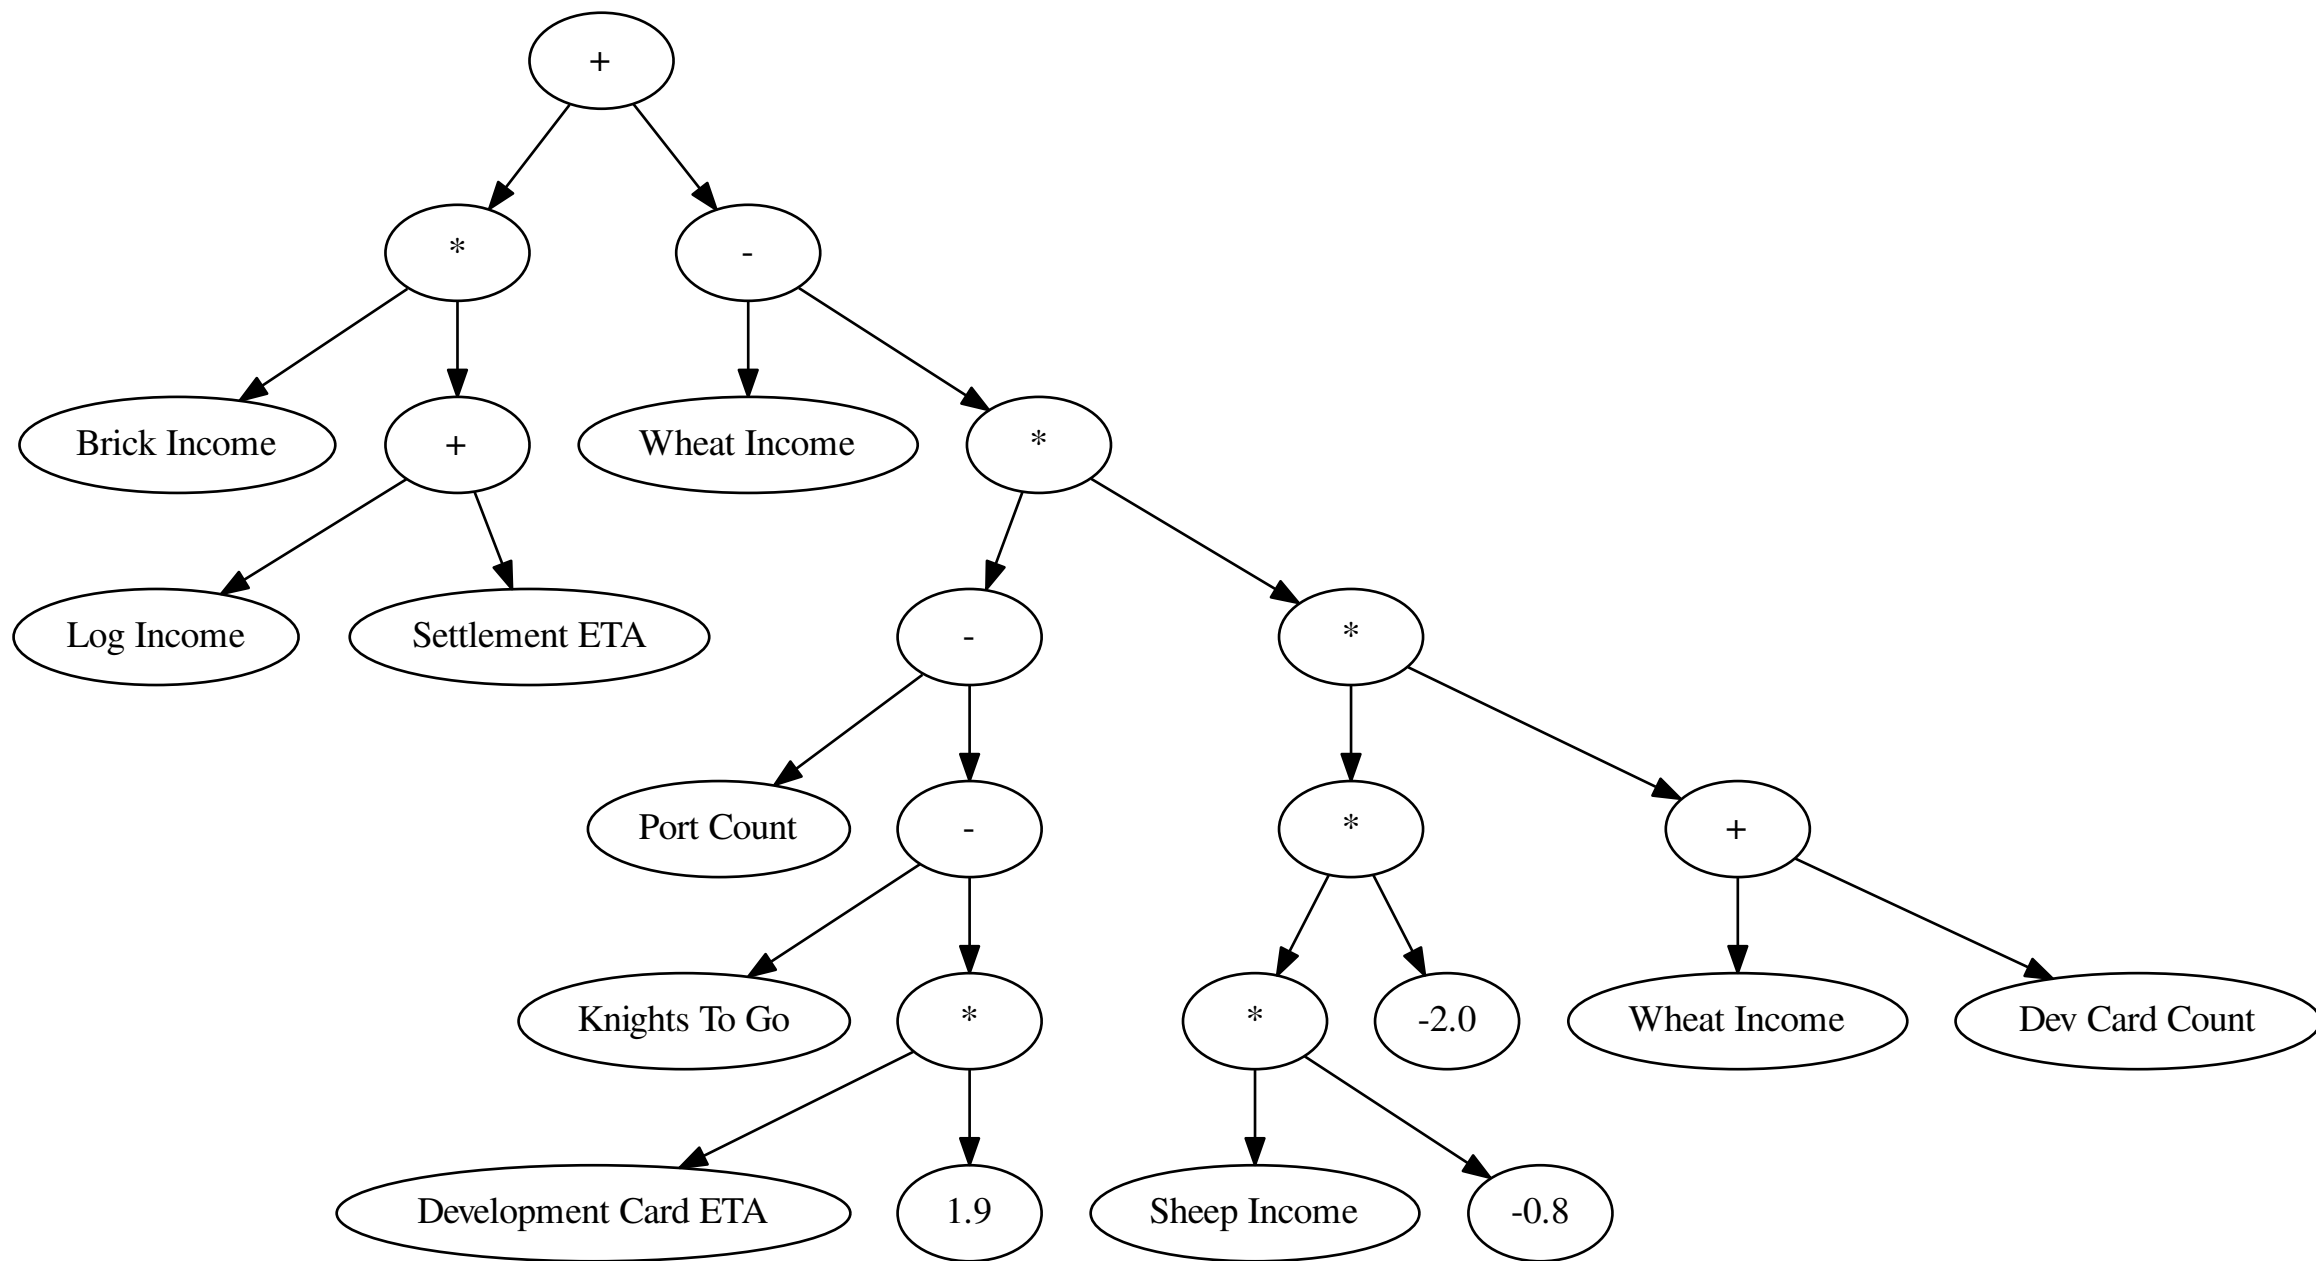 +
*
-
Brick Income
+
Wheat Income
*
Log Income
Settlement ETA
-
*
Port Count
-
*
+
Knights To Go
*
*
-2.0
Wheat Income
Dev Card Count
Development Card ETA
1.9
Sheep Income
-0.8